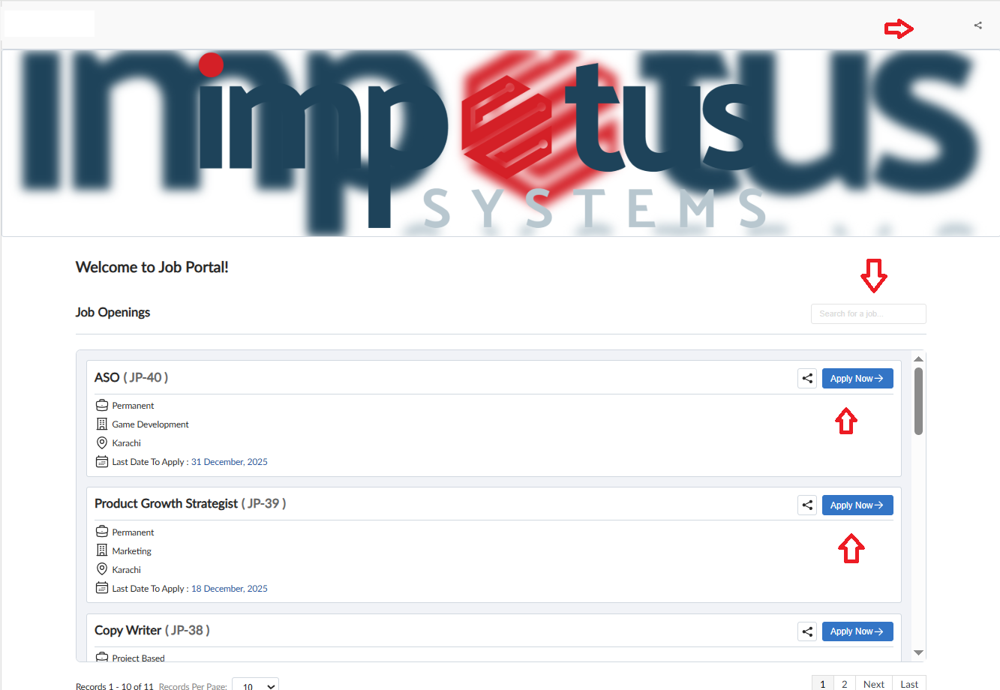 impetus
SYSTEMS
Welcome to Job Portal!
Job Openings
Search for a job...
ASO ( JP-40 )
Apply Now
Permanent
Game Development
Karachi
Last Date To Apply : 31 December, 2025
Product Growth Strategist ( JP-39 )
Apply Now
Permanent
Marketing
Karachi
Last Date To Apply : 18 December, 2025
Copy Writer ( JP-38 )
Apply Now
Project Based
Records 1 - 10 of 11 Records Per Page: 10
1 2 Next Last